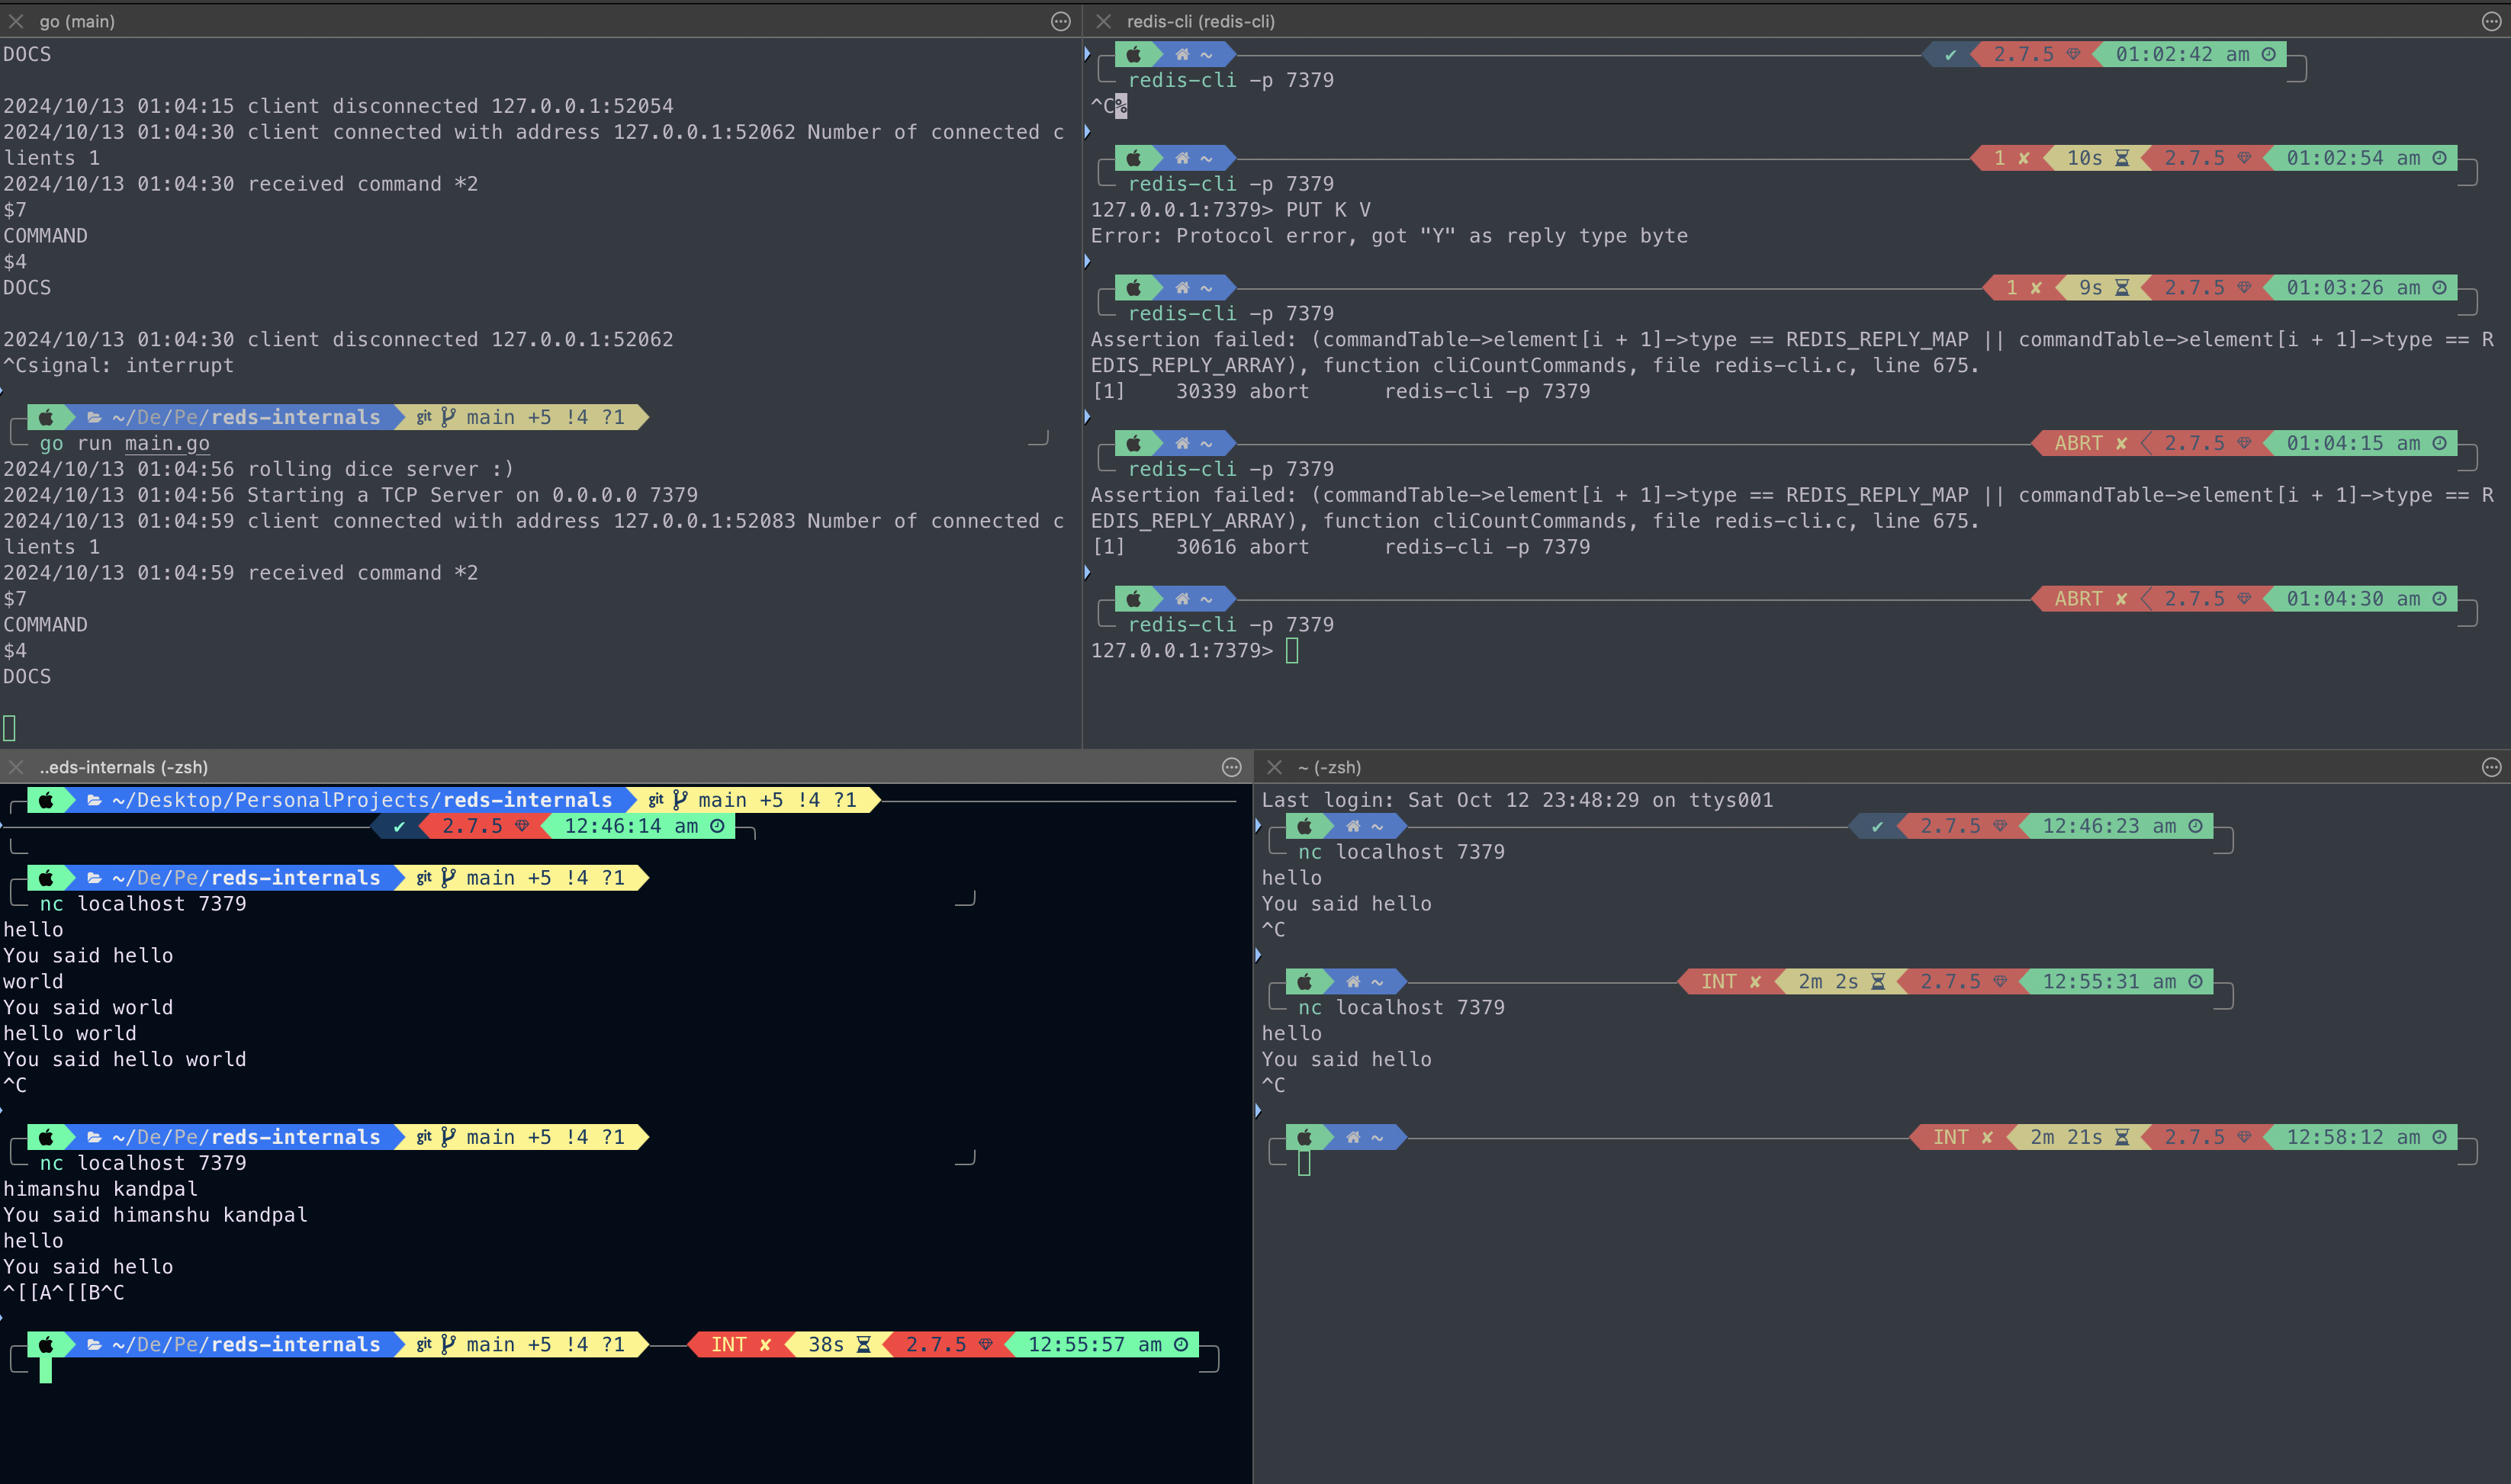 go (main)
DOCS
2024/10/13 01:04:15 client disconnected 127.0.0.1:52054
2024/10/13 01:04:30 client connected with address 127.0.0.1:52062 Number of connected c
lients 1
2024/10/13 01:04:30 received command *2
$7
COMMAND
$4
DOCS
2024/10/13 01:04:30 client disconnected 127.0.0.1:52062
^Csignal: interrupt
~/De/Pe/reds-internals git main +5 !4 ?1
go run main.go
2024/10/13 01:04:56 rolling dice server :)
2024/10/13 01:04:56 Starting a TCP Server on 0.0.0.0 7379
2024/10/13 01:04:59 client connected with address 127.0.0.1:52083 Number of connected c
lients 1
2024/10/13 01:04:59 received command *2
$7
COMMAND
$4
DOCS
redis-cli (redis-cli)
~ ✔ 2.7.5 01:02:42 am
redis-cli -p 7379
^C%
~ 1 ✘ 10s 2.7.5 01:02:54 am
redis-cli -p 7379
127.0.0.1:7379> PUT K V
Error: Protocol error, got "Y" as reply type byte
~ 1 ✘ 9s 2.7.5 01:03:26 am
redis-cli -p 7379
Assertion failed: (commandTable->element[i + 1]->type == REDIS_REPLY_MAP || commandTable->element[i + 1]->type == R
EDIS_REPLY_ARRAY), function cliCountCommands, file redis-cli.c, line 675.
[1]    30339 abort      redis-cli -p 7379
~ ABRT ✘ 2.7.5 01:04:15 am
redis-cli -p 7379
Assertion failed: (commandTable->element[i + 1]->type == REDIS_REPLY_MAP || commandTable->element[i + 1]->type == R
EDIS_REPLY_ARRAY), function cliCountCommands, file redis-cli.c, line 675.
[1]    30616 abort      redis-cli -p 7379
~ ABRT ✘ 2.7.5 01:04:30 am
redis-cli -p 7379
127.0.0.1:7379>
..eds-internals (-zsh)
~/Desktop/PersonalProjects/reds-internals git main +5 !4 ?1
✔ 2.7.5 12:46:14 am
~/De/Pe/reds-internals git main +5 !4 ?1
nc localhost 7379
hello
You said hello
world
You said world
hello world
You said hello world
^C
~/De/Pe/reds-internals git main +5 !4 ?1
nc localhost 7379
himanshu kandpal
You said himanshu kandpal
hello
You said hello
^[[A^[[B^C
~/De/Pe/reds-internals git main +5 !4 ?1 INT ✘ 38s 2.7.5 12:55:57 am
~ (-zsh)
Last login: Sat Oct 12 23:48:29 on ttys001
~ ✔ 2.7.5 12:46:23 am
nc localhost 7379
hello
You said hello
^C
~ INT ✘ 2m 2s 2.7.5 12:55:31 am
nc localhost 7379
hello
You said hello
^C
~ INT ✘ 2m 21s 2.7.5 12:58:12 am